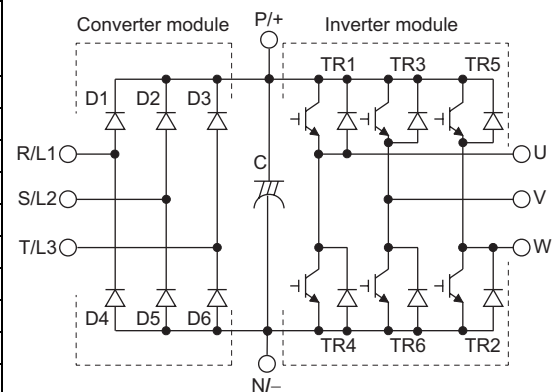 Converter module P/+ Inverter module
TR1 TR3 TR5
D1 D2 D3
R/L1 U
C
S/L2 V
T/L3 W
D4 D5 D6 TR4 TR6 TR2
N/−